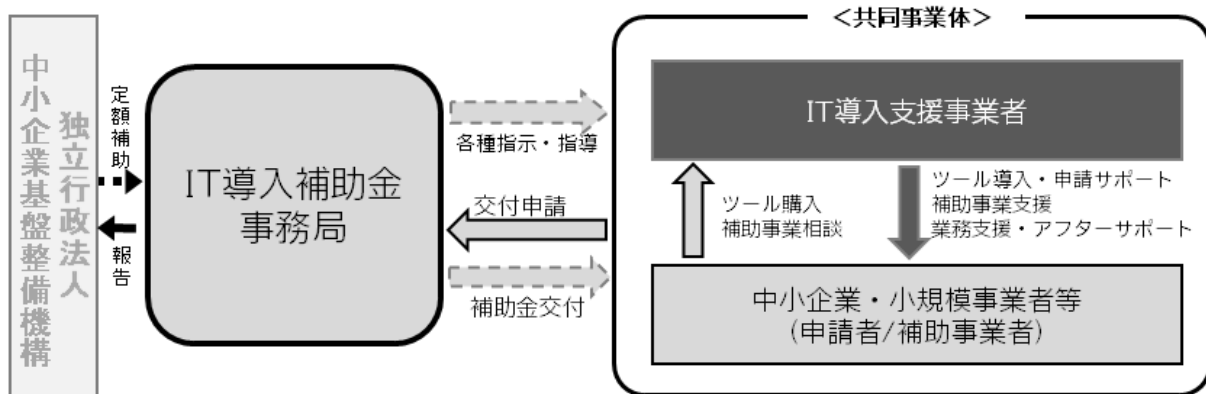 独立行政法人
中小企業基盤整備機構
定額補助
報告
IT導入補助金
事務局
各種指示・指導
交付申請
補助金交付
＜共同事業体＞
IT導入支援事業者
ツール購入
補助事業相談
ツール導入・申請サポート
補助事業支援
業務支援・アフターサポート
中小企業・小規模事業者等
(申請者/補助事業者)